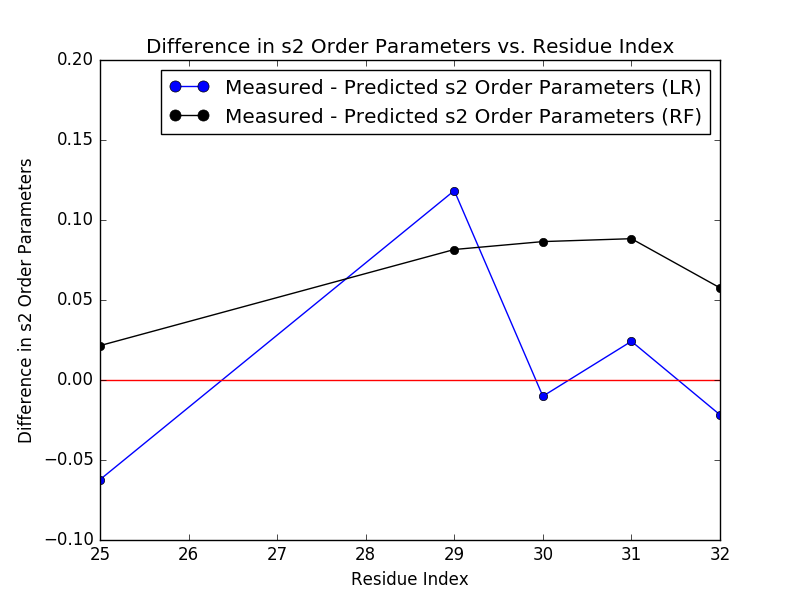 Difference in s2 Order Parameters vs. Residue Index
Measured - Predicted s2 Order Parameters (LR)
Measured - Predicted s2 Order Parameters (RF)
Difference in s2 Order Parameters
0.20
0.15
0.10
0.05
0.00
−0.05
−0.10
25 26 27 28 29 30 31 32
Residue Index